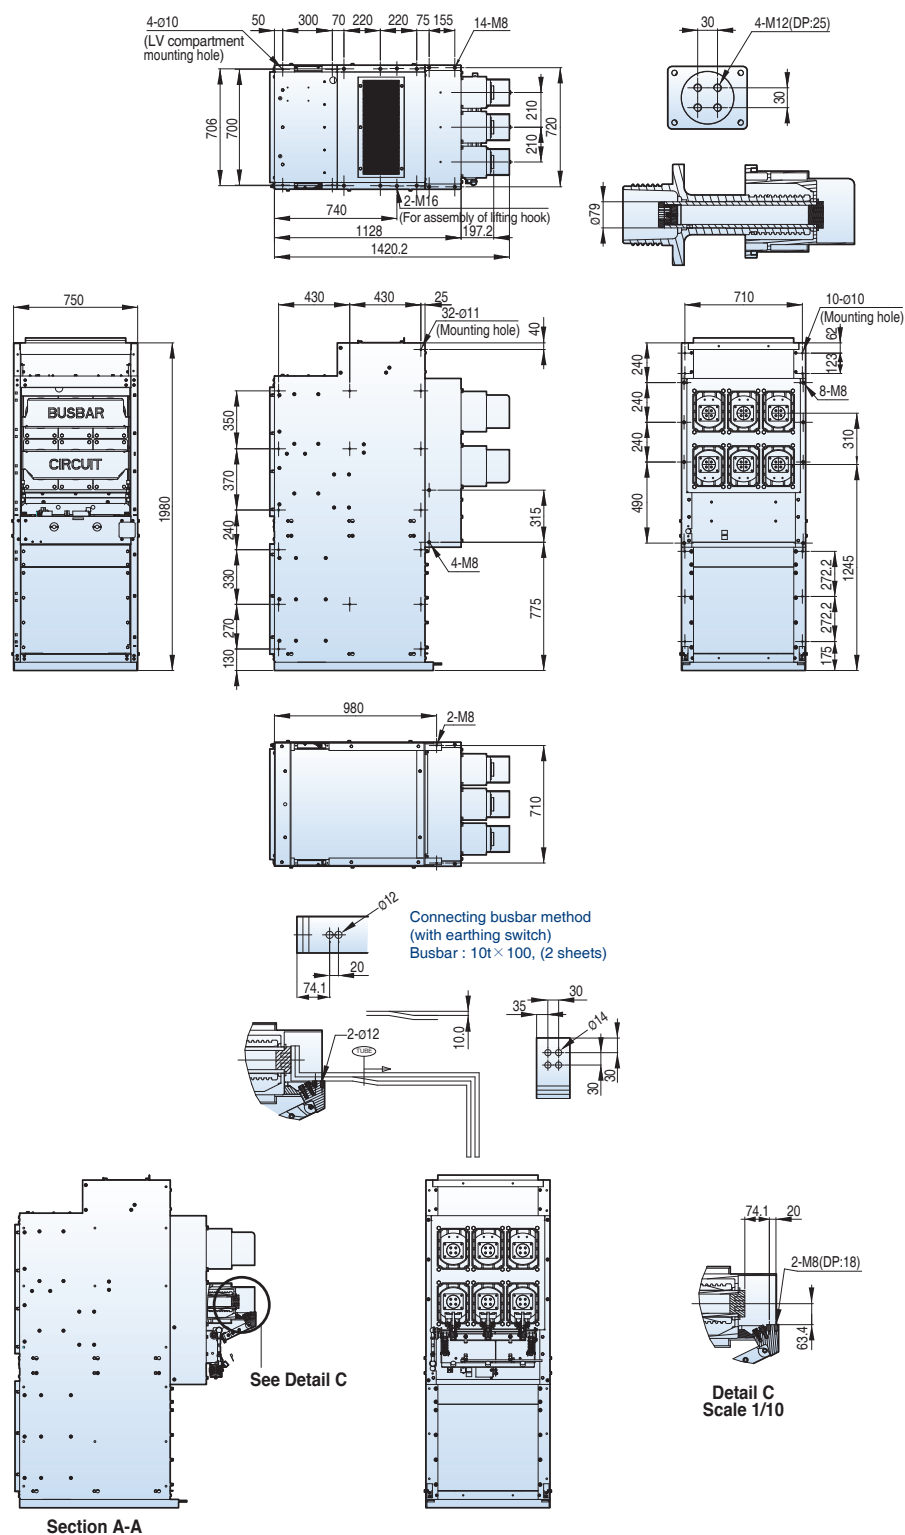 4-ø10
(LV compartment
mounting hole)
50
300
70
220
220
75
155
14-M8
706
700
210
210
720
2-M16
(For assembly of lifting hook)
740
1128
197.2
1420.2
30
4-M12(DP:25)
30
ø79
750
1980
BUSBAR
CIRCUIT
430
430
25
32-ø11
(Mounting hole)
40
350
370
240
330
270
130
315
4-M8
775
710
10-ø10
(Mounting hole)
62
123
8-M8
240
240
240
490
310
1245
272.2
272.2
175
980
2-M8
710
ø12
20
74.1
Connecting busbar method
(with earthing switch)
Busbar : 10t×100, (2 sheets)
10.0
2-ø12
TUBE
35
30
ø14
30
30
See Detail C
Section A-A
74.1
20
2-M8(DP:18)
63.4
Detail C
Scale 1/10